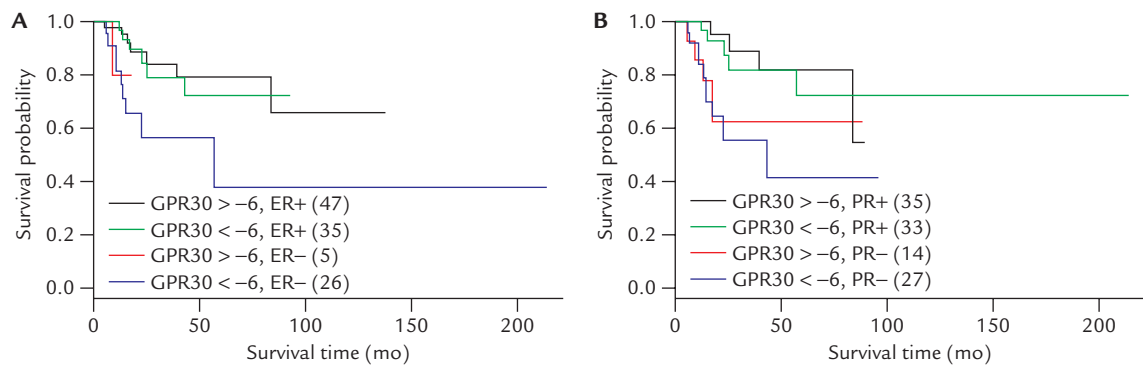 A
Survival probability
1.0
0.8
0.6
0.4
0.2
0.0
GPR30 > −6, ER+ (47)
GPR30 < −6, ER+ (35)
GPR30 > −6, ER− (5)
GPR30 < −6, ER− (26)
0 50 100 150 200
Survival time (mo)
B
Survival probability
1.0
0.8
0.6
0.4
0.2
0.0
GPR30 > −6, PR+ (35)
GPR30 < −6, PR+ (33)
GPR30 > −6, PR− (14)
GPR30 < −6, PR− (27)
0 50 100 150 200
Survival time (mo)